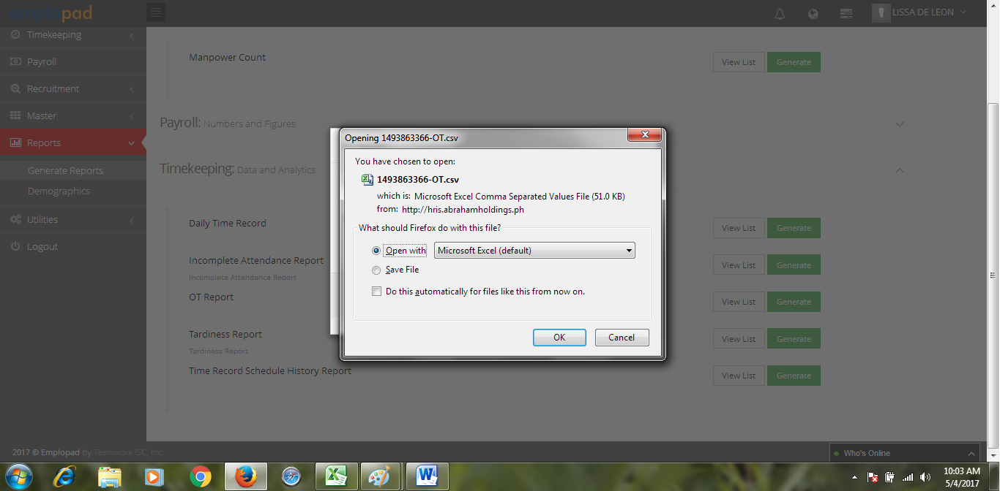 emplopad
LISSA DE LEON
Timekeeping
Payroll
Recruitment
Master
Reports
Generate Reports
Demographics
Utilities
Logout
Manpower Count
View List Generate
Payroll: Numbers and Figures
Timekeeping: Data and Analytics
Daily Time Record
View List Generate
Incomplete Attendance Report
View List Generate
Incomplete Attendance Report
OT Report
View List Generate
Tardiness Report
View List Generate
Tardiness Report
Time Record Schedule History Report
View List Generate
Opening 1493863366-OT.csv
You have chosen to open:
1493863366-OT.csv
which is: Microsoft Excel Comma Separated Values File (51.0 KB)
from: http://hris.abrahamholdings.ph
What should Firefox do with this file?
Open with Microsoft Excel (default)
Save File
Do this automatically for files like this from now on.
OK Cancel
2017 © Emplopad by Teemworx ISC, Inc.
Who's Online
10:03 AM
5/4/2017